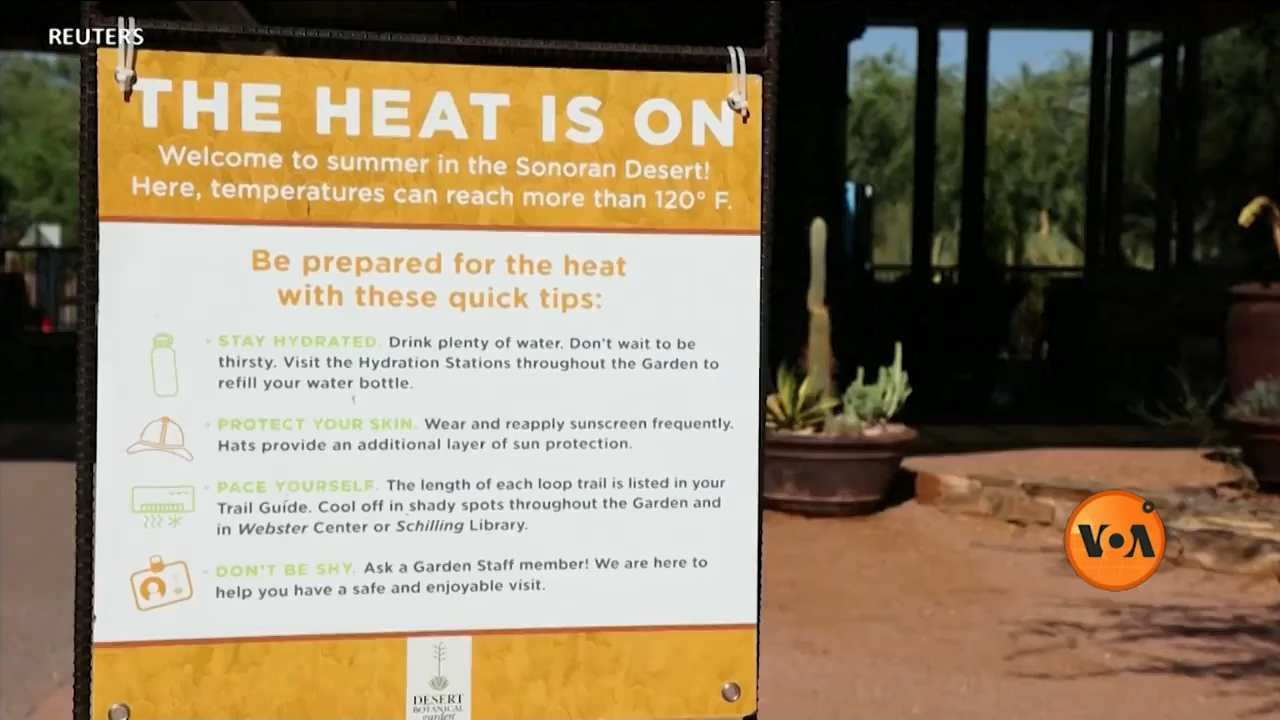 REUTERS
THE HEAT IS ON
Welcome to summer in the Sonoran Desert!
Here, temperatures can reach more than 120° F.
Be prepared for the heat
with these quick tips:
STAY HYDRATED. Drink plenty of water. Don't wait to be
thirsty. Visit the Hydration Stations throughout the Garden to
refill your water bottle.
PROTECT YOUR SKIN. Wear and reapply sunscreen frequently.
Hats provide an additional layer of sun protection.
PACE YOURSELF. The length of each loop trail is listed in your
Trail Guide. Cool off in shady spots throughout the Garden and
in Webster Center or Schilling Library.
DON'T BE SHY. Ask a Garden Staff member! We are here to
help you have a safe and enjoyable visit.
DESERT
BOTANICAL
garden
VOA